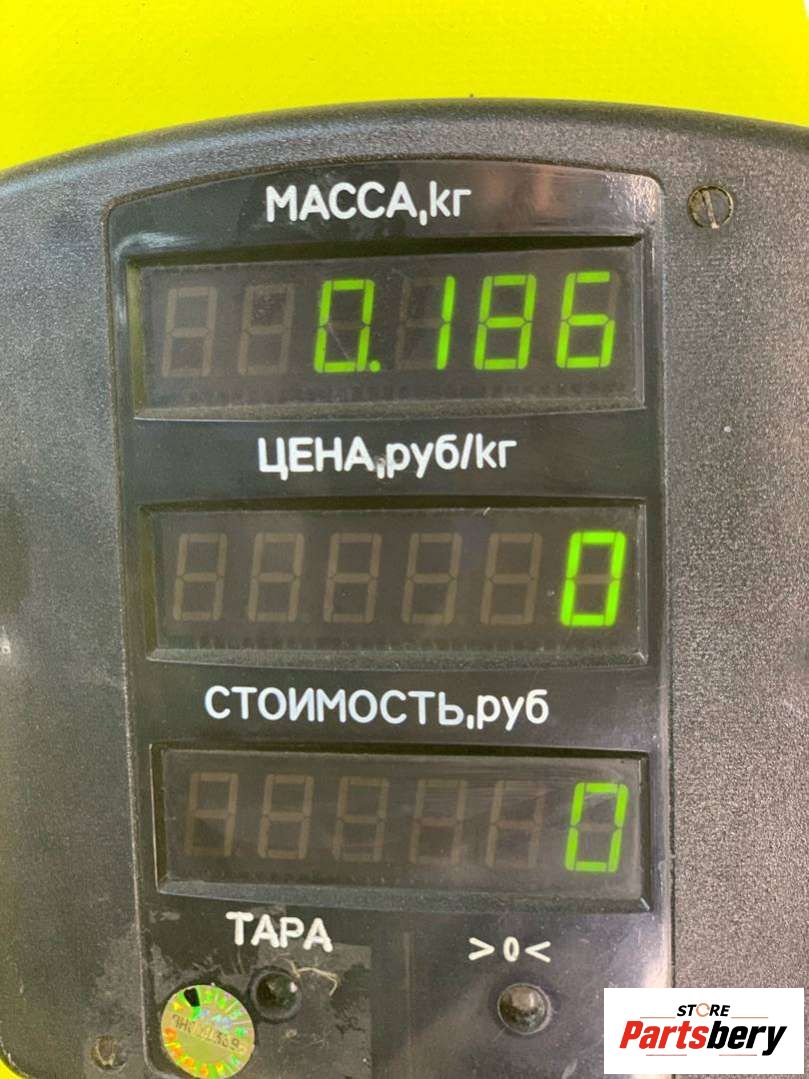 МАССА,кг
0.186
ЦЕНА,руб/кг
0
СТОИМОСТЬ,руб
0
ТАРА >0<
STORE
Partsbery